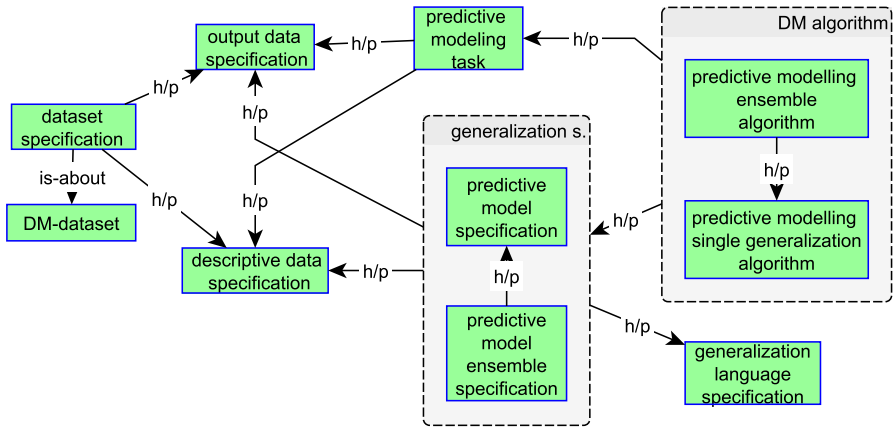 output data
specification
h/p
predictive
modeling
task
h/p
DM algorithm
predictive modelling
ensemble
algorithm
h/p
predictive modelling
single generalization
algorithm
h/p
h/p
dataset
specification
is-about
DM-dataset
h/p
h/p
descriptive data
specification
h/p
generalization s.
predictive
model
specification
h/p
predictive
model
ensemble
specification
h/p
h/p
h/p
generalization
language
specification